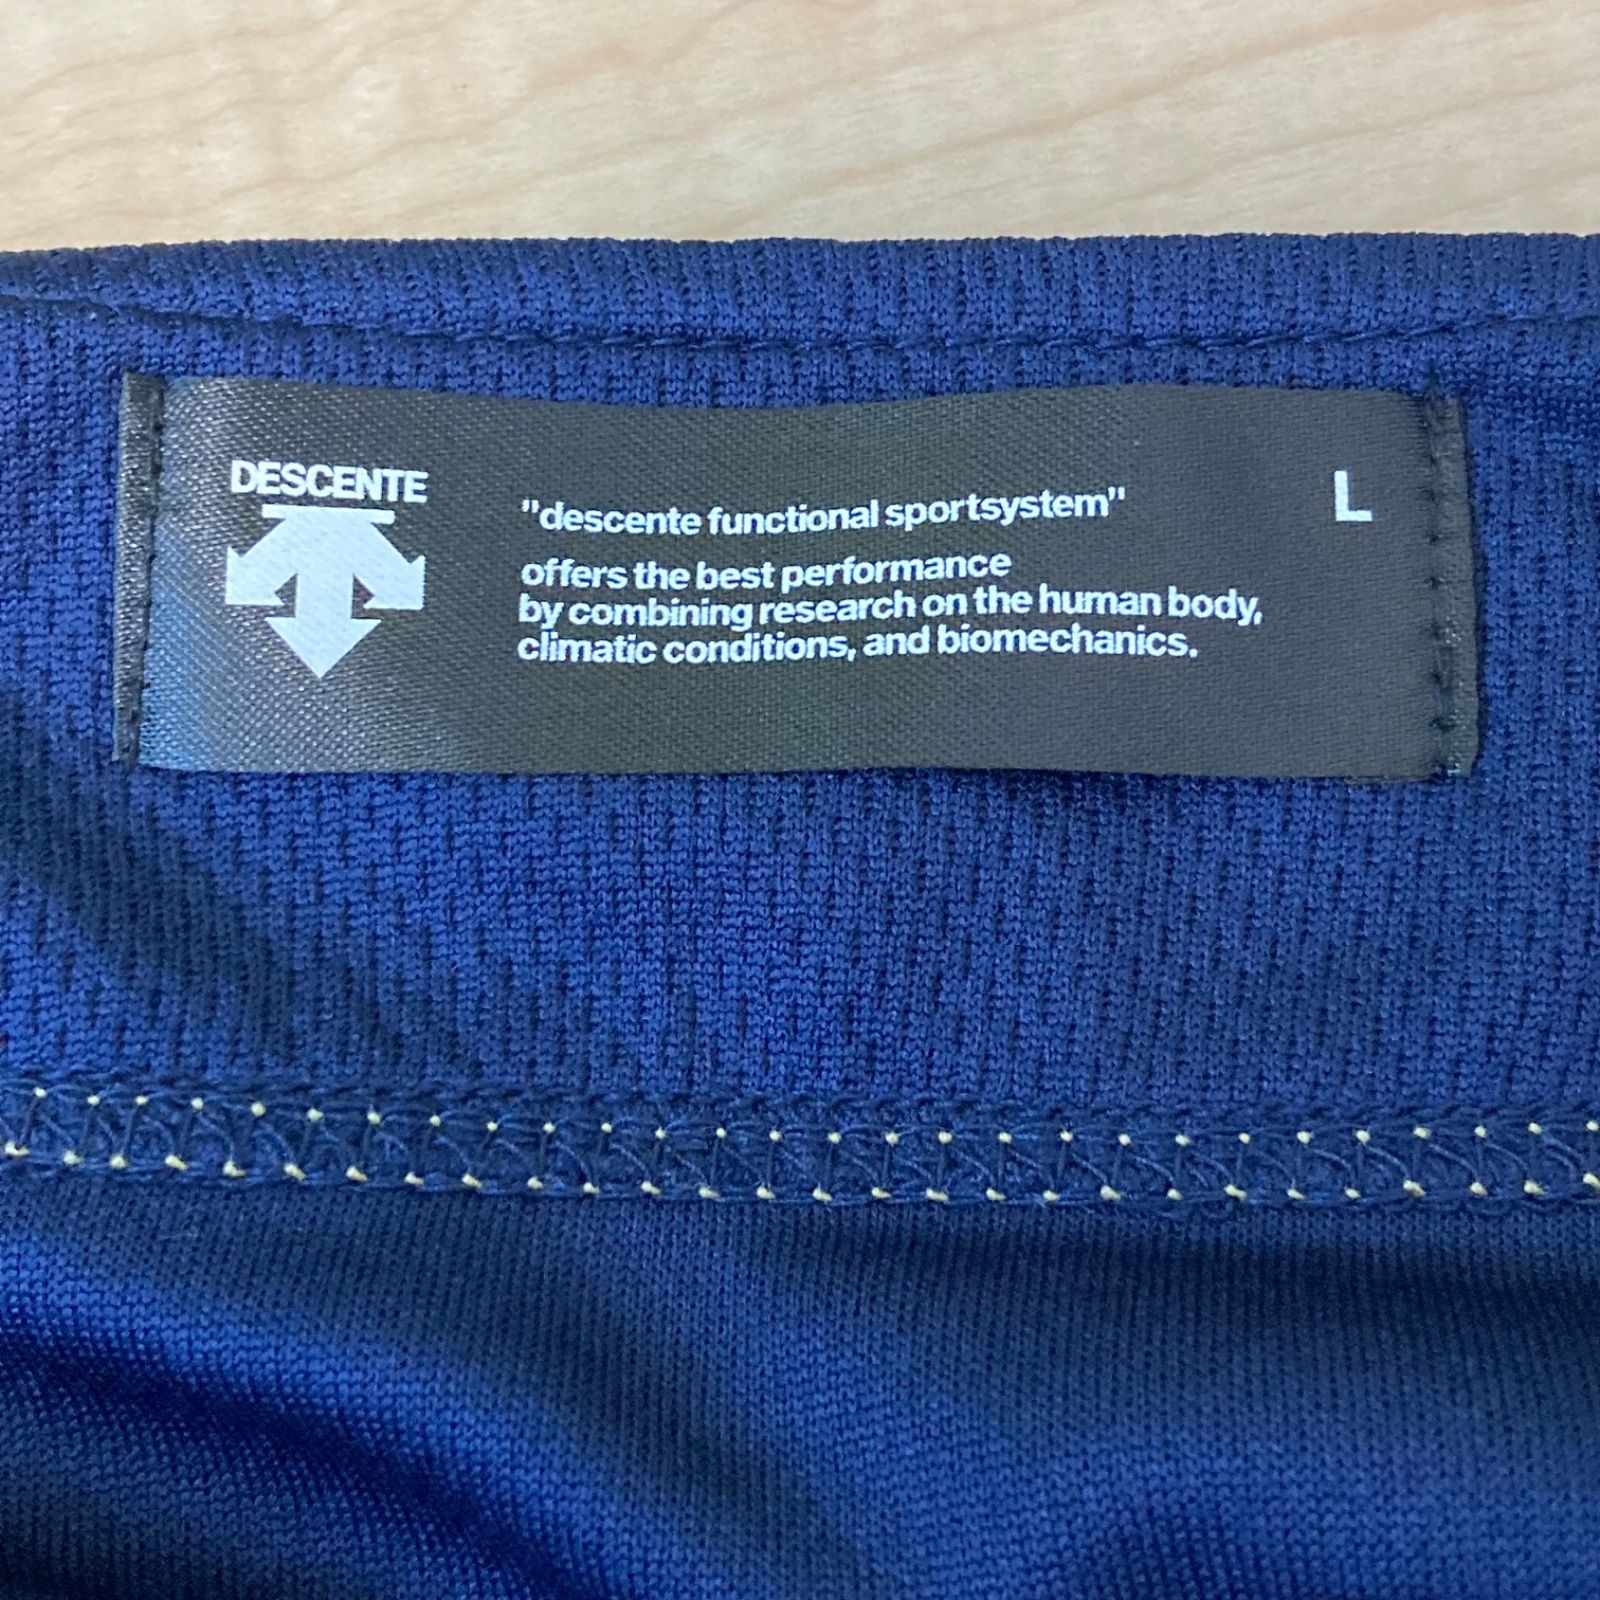 DESCENTE
"descente functional sportsystem"
offers the best performance
by combining research on the human body,
climatic conditions, and biomechanics.
L